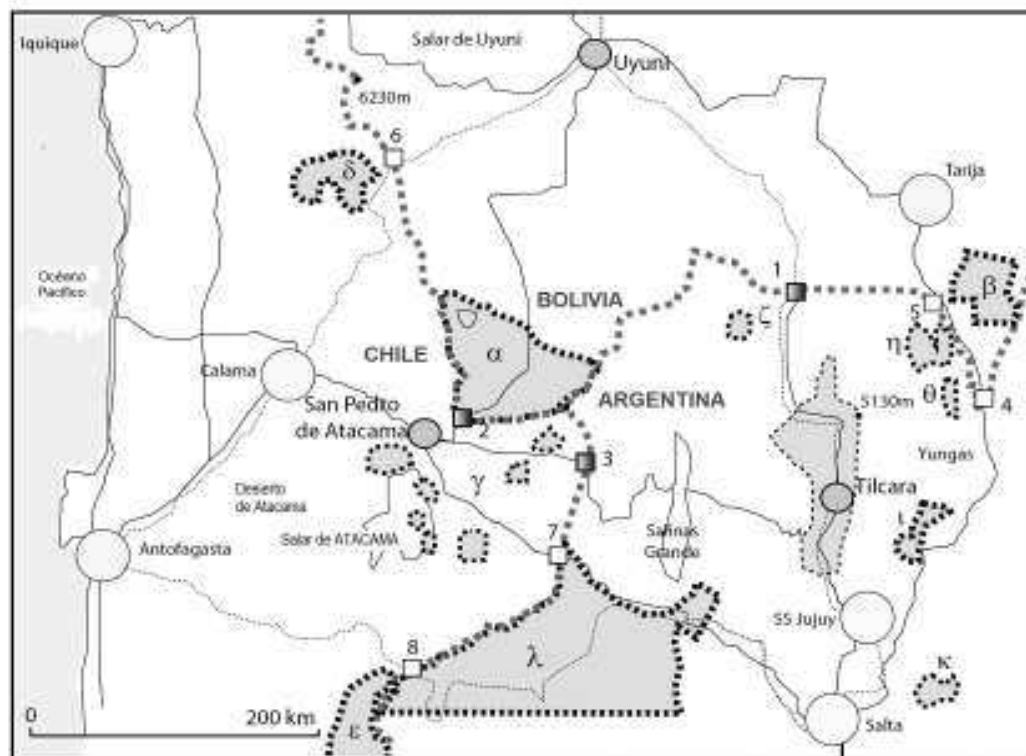 Iquique
Salar de Uyuni
Uyuni
6230m
6
δ
Tarija
Océano
Pacífico
BOLIVIA
1
β
5
ζ
η
CHILE
α
Calama
ARGENTINA
5130m
θ
4
San Pedro
de Atacama
2
Yungas
3
γ
Tilcara
Desierto
de Atacama
ι
Antofagasta
Salar de ATACAMA
7
Salinas
Grande
SS Jujuy
8
λ
κ
0
200 km
ε
Salta